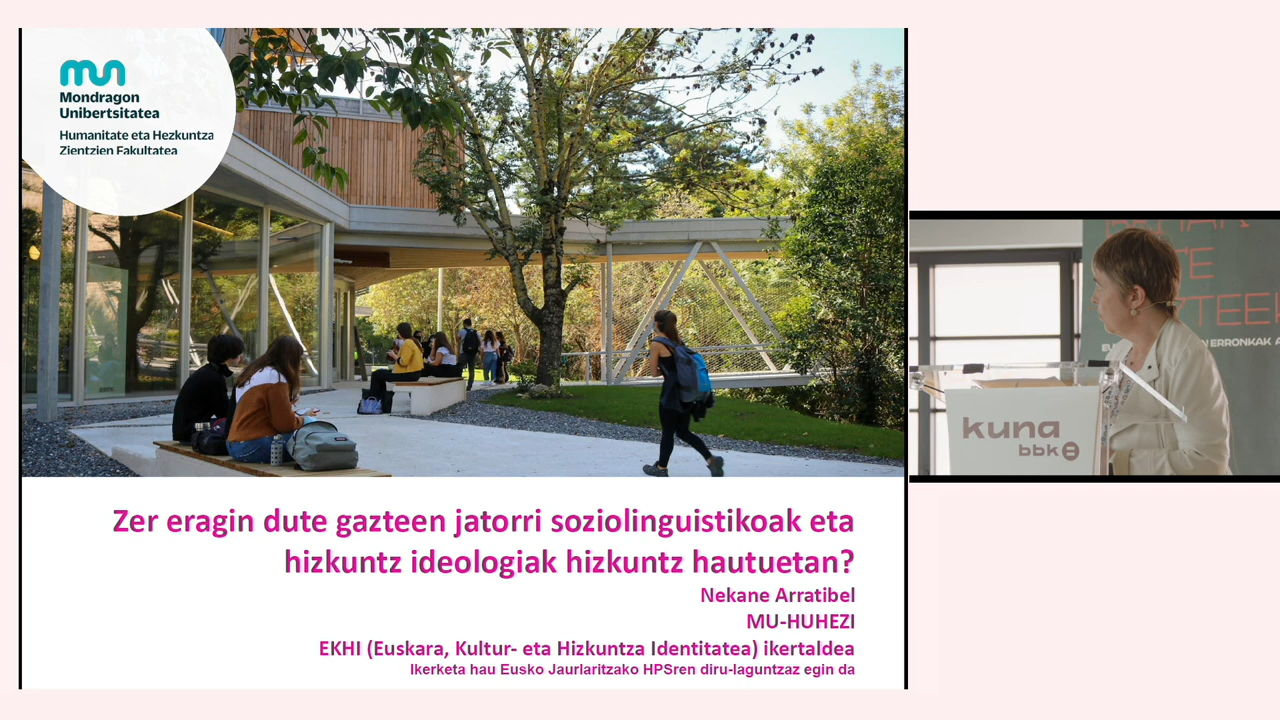 mun
Mondragon
Unibertsitatea
Humanitate eta Hezkuntza
Zientzien Fakultatea
Zer eragin dute gazteen jatorri soziolinguistikoak eta
hizkuntz ideologiak hizkuntz hautuetan?
Nekane Arratibel
MU-HUHEZI
EKHI (Euskara, Kultur- eta Hizkuntza Identitatea) ikertaldea
Ikerketa hau Eusko Jaurlaritzako HPSren diru-laguntzaz egin da
ERRONKAK
kuna
bbk